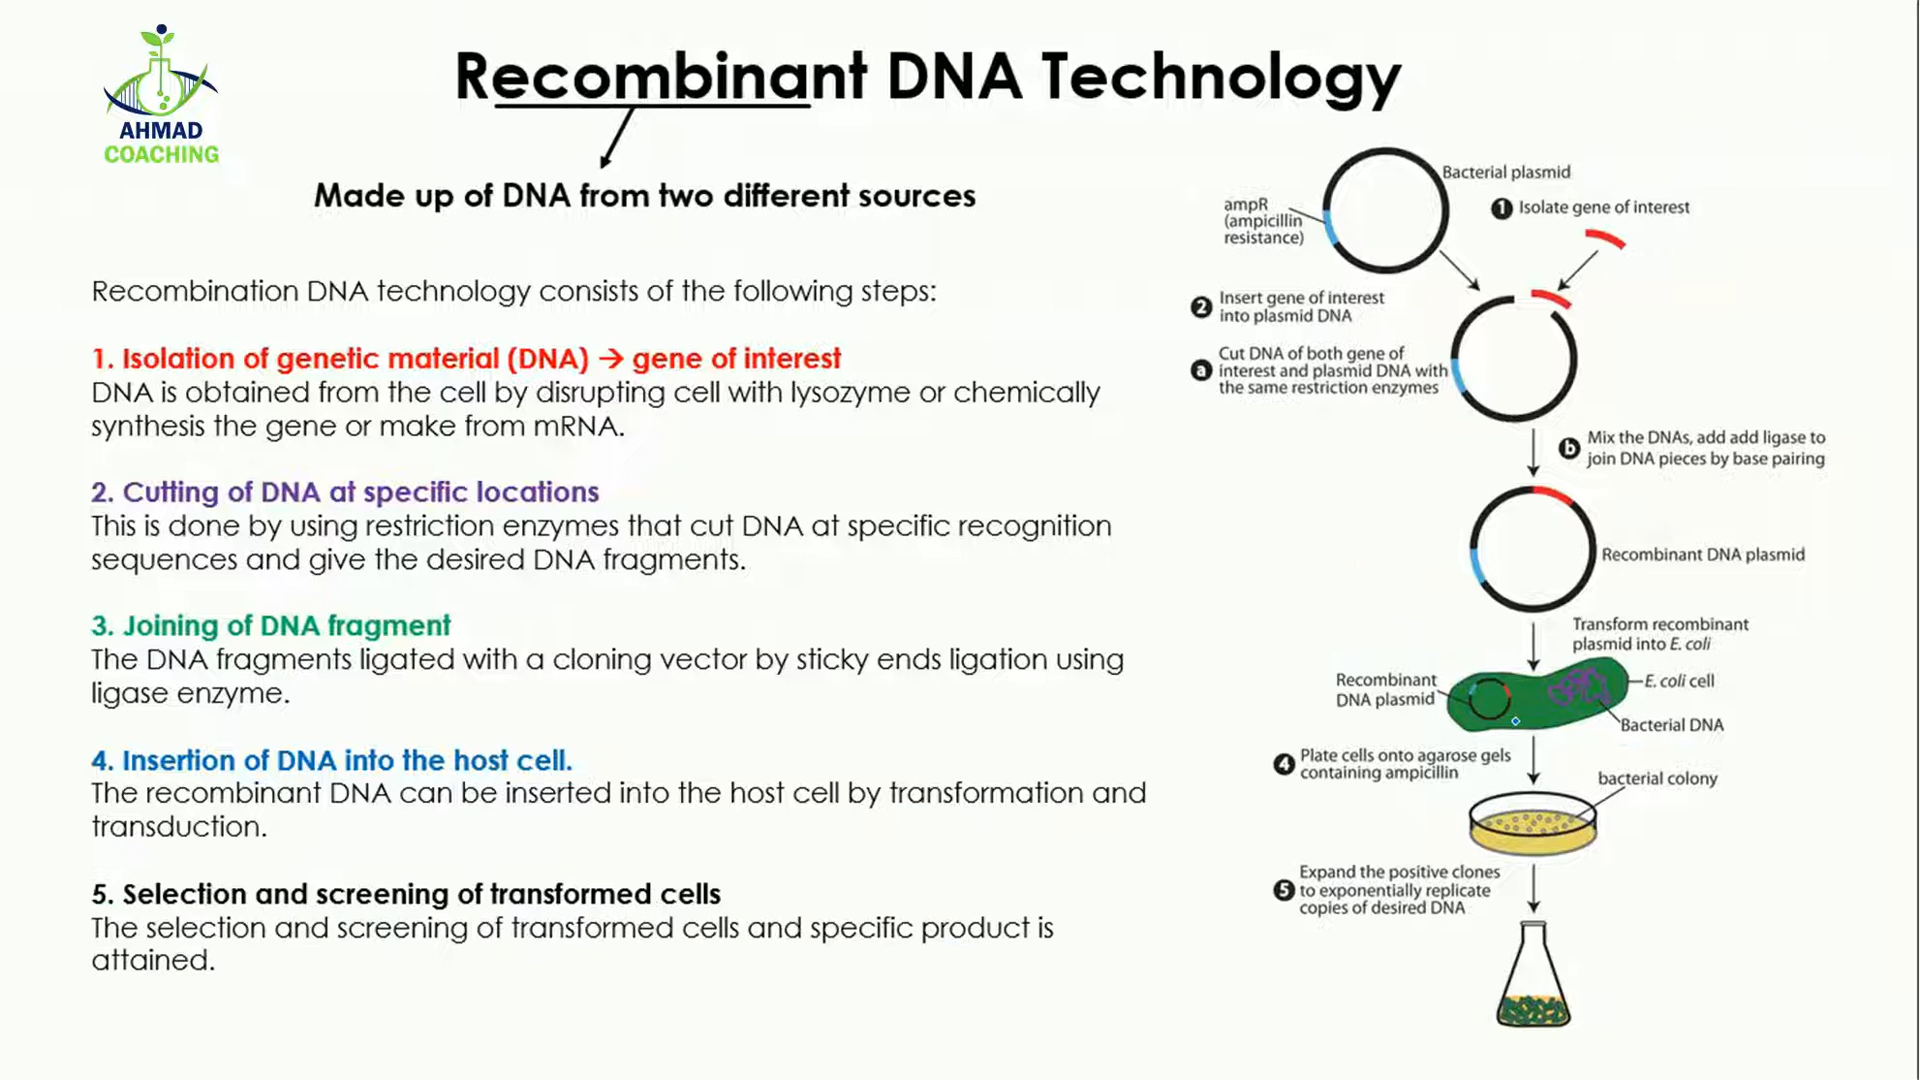 AHMAD
COACHING
Recombinant DNA Technology
Made up of DNA from two different sources
Recombination DNA technology consists of the following steps:
1. Isolation of genetic material (DNA) → gene of interest
DNA is obtained from the cell by disrupting cell with lysozyme or chemically
synthesis the gene or make from mRNA.
2. Cutting of DNA at specific locations
This is done by using restriction enzymes that cut DNA at specific recognition
sequences and give the desired DNA fragments.
3. Joining of DNA fragment
The DNA fragments ligated with a cloning vector by sticky ends ligation using
ligase enzyme.
4. Insertion of DNA into the host cell.
The recombinant DNA can be inserted into the host cell by transformation and
transduction.
5. Selection and screening of transformed cells
The selection and screening of transformed cells and specific product is
attained.
Bacterial plasmid
ampR
(ampicillin
resistance)
1 Isolate gene of interest
2 Insert gene of interest
into plasmid DNA
a Cut DNA of both gene of
interest and plasmid DNA with
the same restriction enzymes
b Mix the DNAs, add add ligase to
join DNA pieces by base pairing
Recombinant DNA plasmid
Transform recombinant
plasmid into E. coli
Recombinant
DNA plasmid
E. coli cell
Bacterial DNA
4 Plate cells onto agarose gels
containing ampicillin
bacterial colony
5 Expand the positive clones
to exponentially replicate
copies of desired DNA